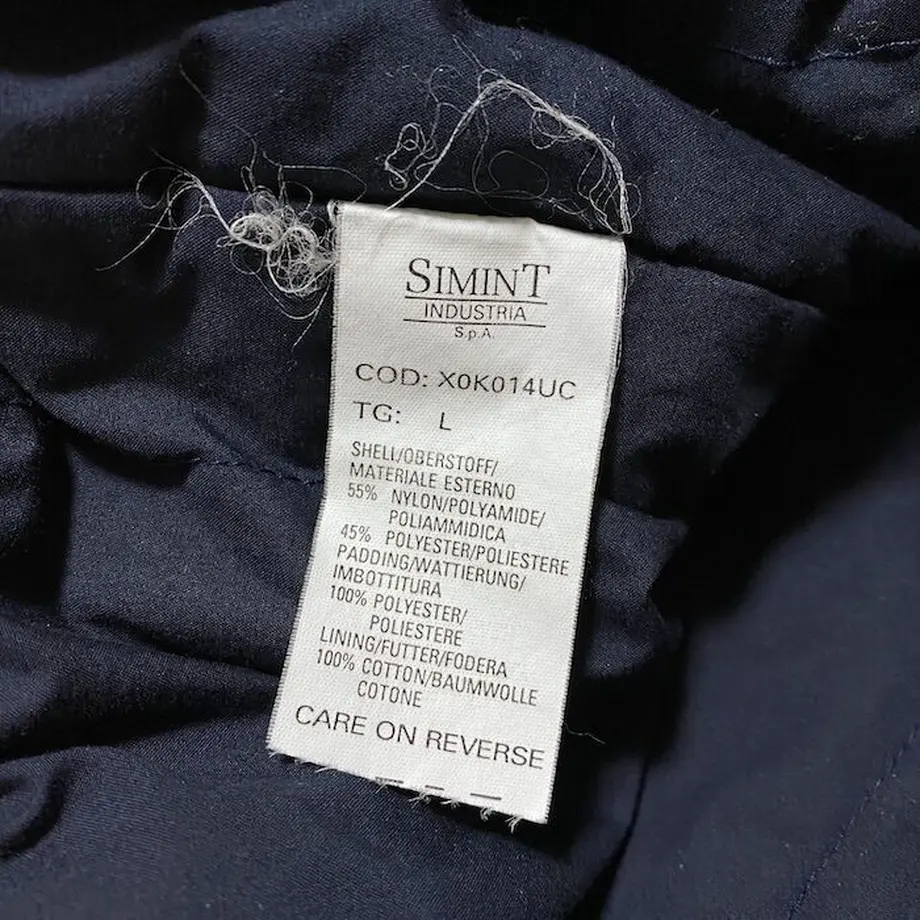 SIMINT
INDUSTRIA
S.p.A.
COD: X0K014UC
TG: L
SHELL/OBERSTOFF/
MATERIALE ESTERNO
55% NYLON/POLYAMIDE/
POLIAMMIDICA
45% POLYESTER/POLIESTERE
PADDING/WATTIERUNG/
IMBOTTITURA
100% POLYESTER/
POLIESTERE
LINING/FUTTER/FODERA
100% COTTON/BAUMWOLLE
COTONE
CARE ON REVERSE